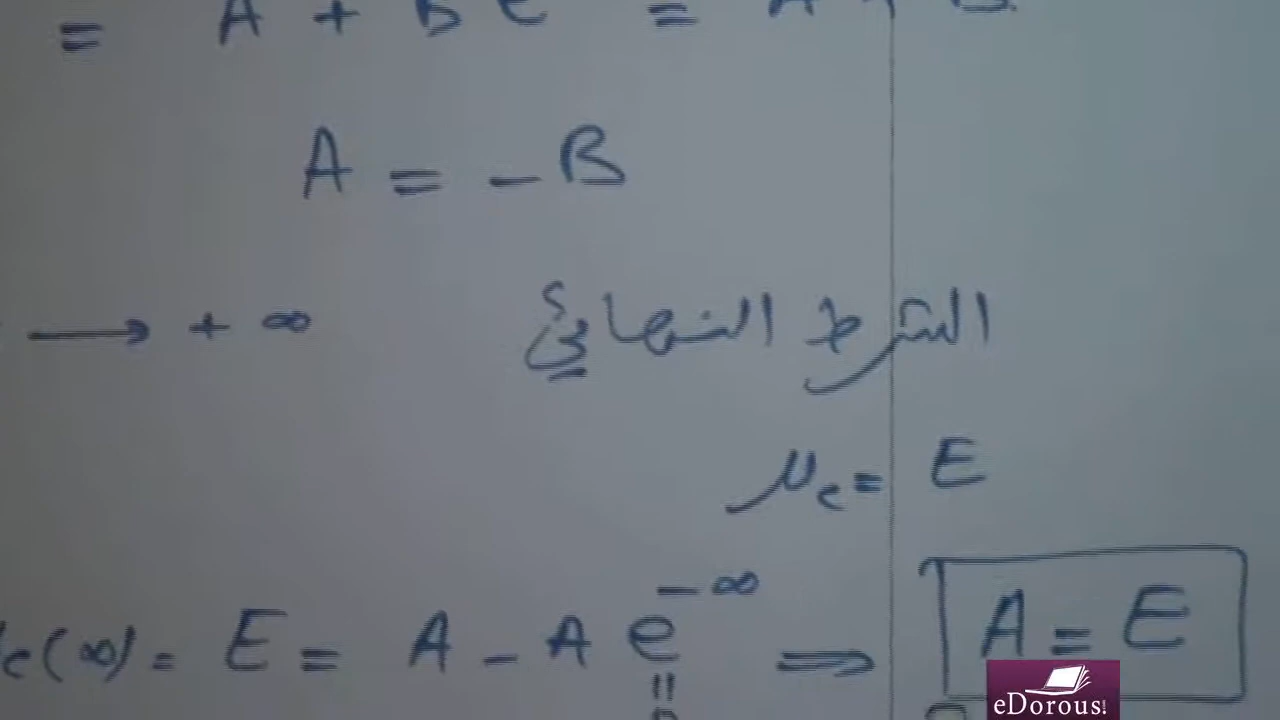 = A + B e = A + B
A = - B
⟶ + ∞ الشرط النهائي
u_c = E
u_c(∞) = E = A - A e^{-∞} ⟹ A = E
=
eDorous!